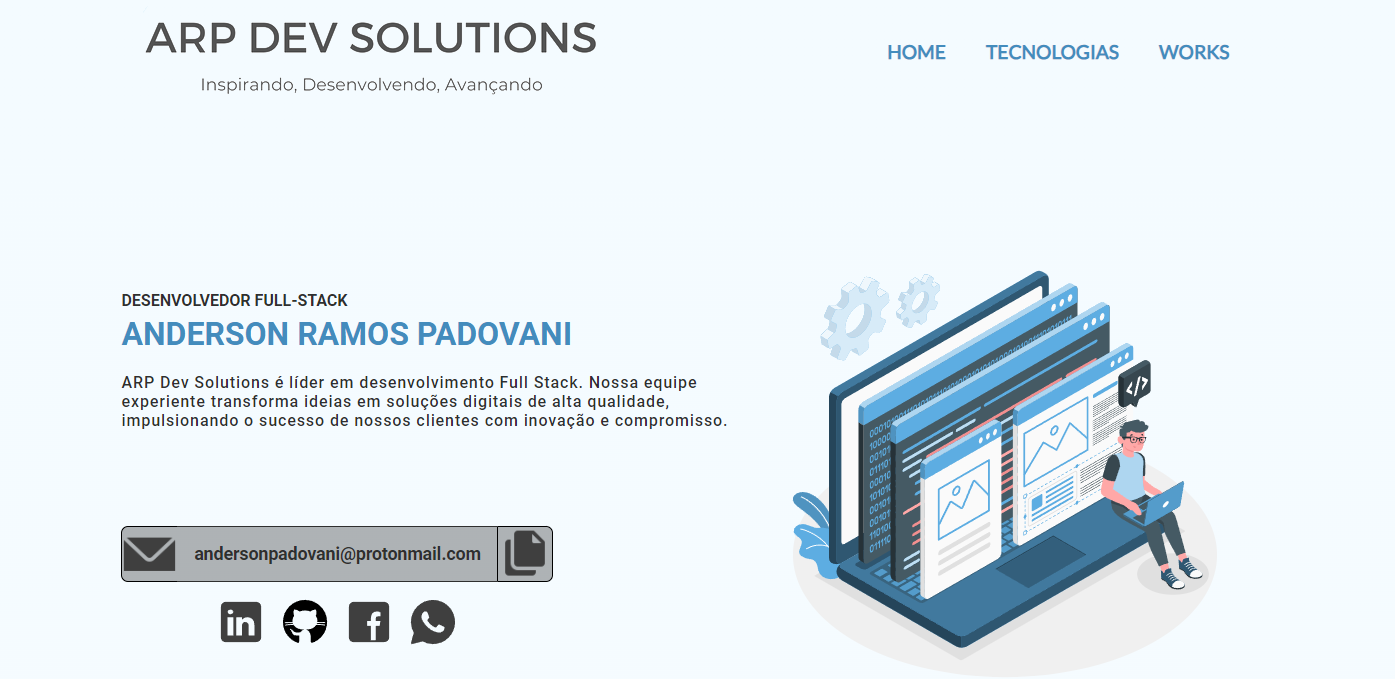 ARP DEV SOLUTIONS
Inspirando, Desenvolvendo, Avançando
HOME TECNOLOGIAS WORKS
DESENVOLVEDOR FULL-STACK
ANDERSON RAMOS PADOVANI
ARP Dev Solutions é líder em desenvolvimento Full Stack. Nossa equipe
experiente transforma ideias em soluções digitais de alta qualidade,
impulsionando o sucesso de nossos clientes com inovação e compromisso.
andersonpadovani@protonmail.com
in
f
</>